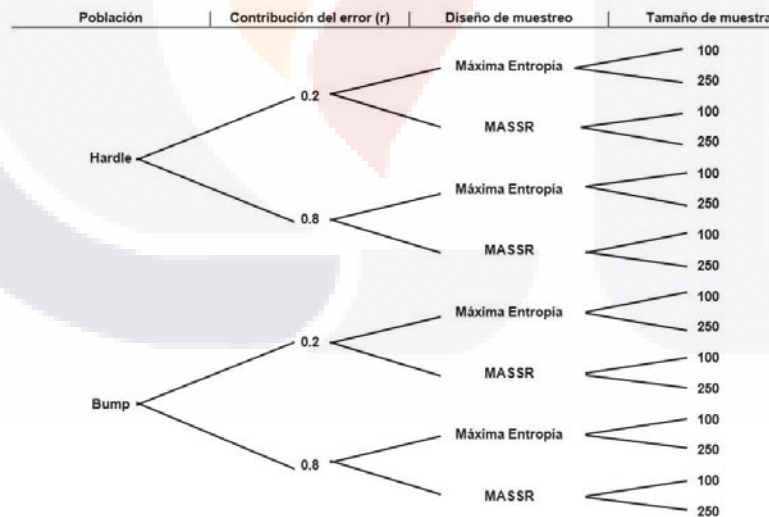 Población | Contribución del error (r) | Diseño de muestreo | Tamaño de muestra
100
Máxima Entropía
250
0.2
100
MASSR
250
Hardle
100
Máxima Entropía
250
0.8
100
MASSR
250
100
Máxima Entropía
250
0.2
100
MASSR
250
Bump
100
Máxima Entropía
250
0.8
100
MASSR
250